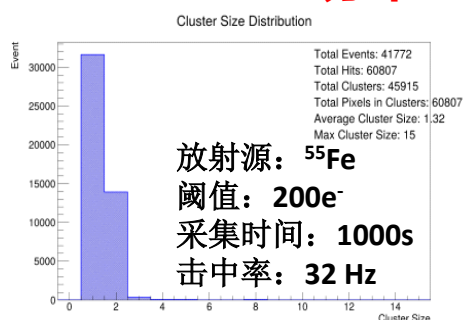 Cluster Size Distribution
Event
Total Events: 41772
Total Hits: 60807
Total Clusters: 45915
Total Pixels in Clusters: 60807
Average Cluster Size: 1.32
Max Cluster Size: 15
30000
25000
20000
15000
10000
5000
0
放射源：⁵⁵Fe
阈值：200e⁻
采集时间：1000s
击中率：32 Hz
0 2 4 6 8 10 12 14
Cluster Size